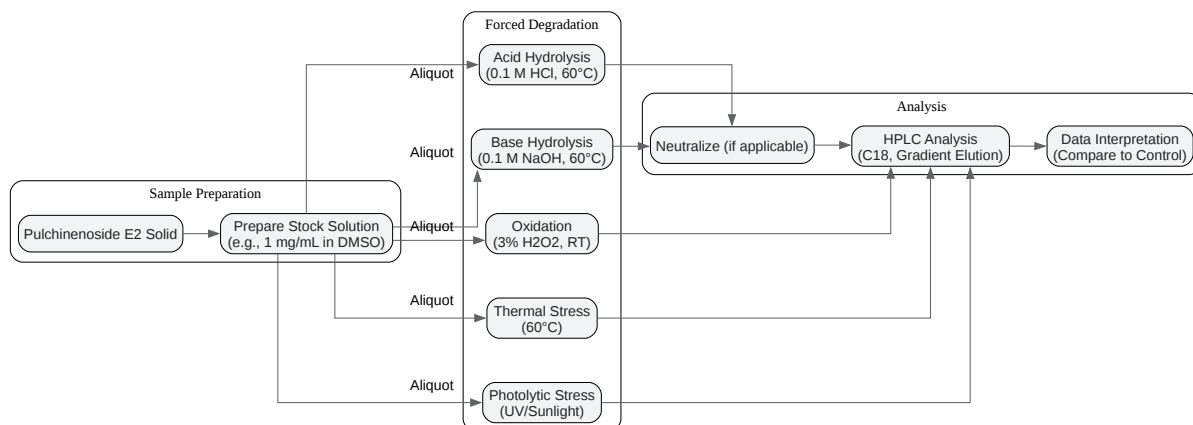 Forced Degradation
Acid Hydrolysis
(0.1 M HCl, 60°C)
Aliquot
Analysis
Base Hydrolysis
(0.1 M NaOH, 60°C)
Aliquot
Neutralize (if applicable)
HPLC Analysis
(C18, Gradient Elution)
Data Interpretation
(Compare to Control)
Sample Preparation
Pulchinenoside E2 Solid
Prepare Stock Solution
(e.g., 1 mg/mL in DMSO)
Aliquot
Oxidation
(3% H2O2, RT)
Aliquot
Thermal Stress
(60°C)
Aliquot
Photolytic Stress
(UV/Sunlight)